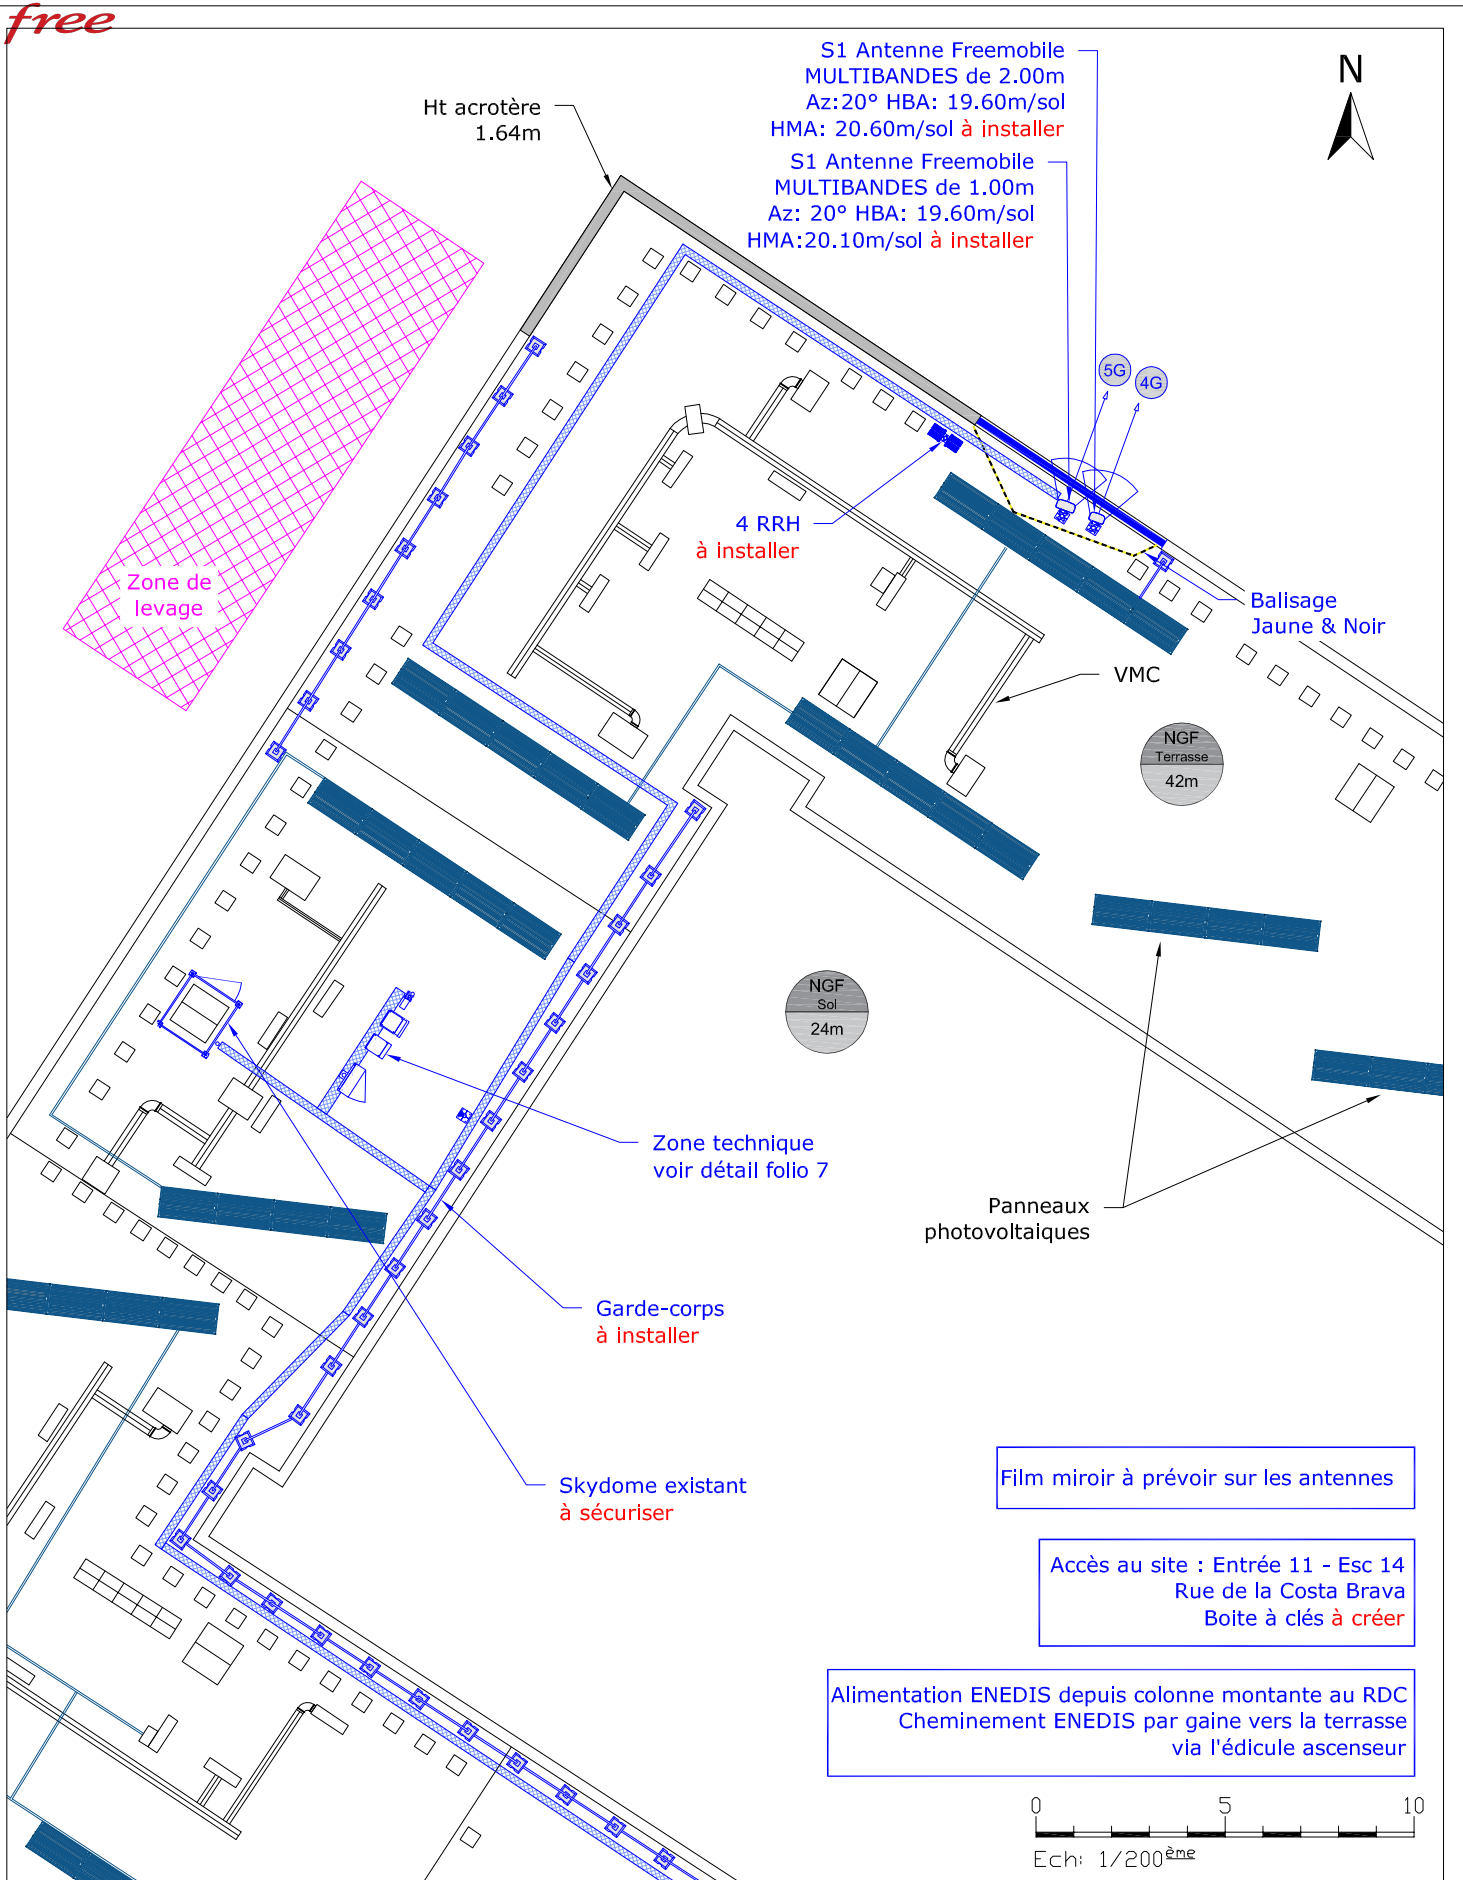 free
S1 Antenne Freemobile
MULTIBANDES de 2.00m
Az:20° HBA: 19.60m/sol
HMA: 20.60m/sol à installer
N
Ht acrotère
1.64m
S1 Antenne Freemobile
MULTIBANDES de 1.00m
Az: 20° HBA: 19.60m/sol
HMA:20.10m/sol à installer
5G
4G
4 RRH
à installer
Zone de
levage
Balisage
Jaune & Noir
VMC
NGF
Terrasse
42m
NGF
Sol
24m
Zone technique
voir détail folio 7
Panneaux
photovoltaiques
Garde-corps
à installer
Skydome existant
à sécuriser
Film miroir à prévoir sur les antennes
Accès au site : Entrée 11 - Esc 14
Rue de la Costa Brava
Boite à clés à créer
Alimentation ENEDIS depuis colonne montante au RDC
Cheminement ENEDIS par gaine vers la terrasse
via l'édicule ascenseur
0 5 10
Ech: 1/200ème